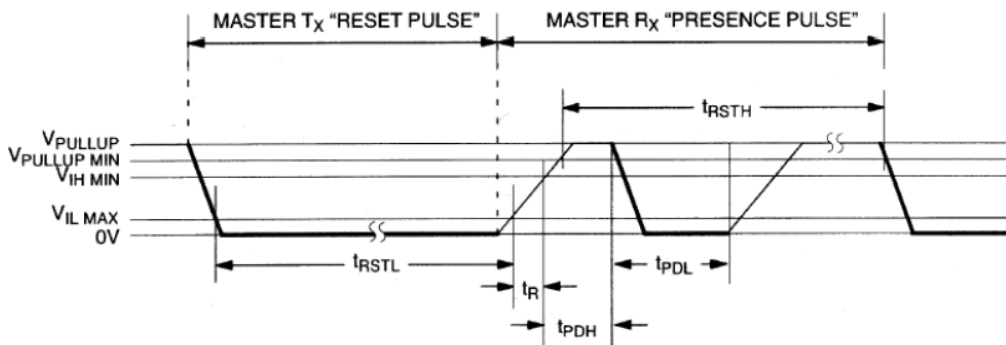 MASTER TX “RESET PULSE”
MASTER RX “PRESENCE PULSE”
tRSTH
VPULLUP
VPULLUP MIN
VIH MIN
VIL MAX
0V
tRSTL
tR
tPDL
tPDH